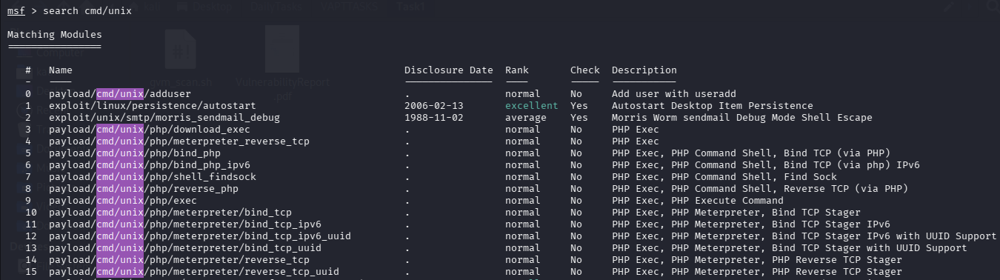 msf > search cmd/unix
Matching Modules
================
# Name Disclosure Date Rank Check Description
- ---- --------------- ---- ----- -----------
0 payload/cmd/unix/adduser . normal No Add user with useradd
1 exploit/linux/persistence/autostart 2006-02-13 excellent Yes Autostart Desktop Item Persistence
2 exploit/unix/smtp/morris_sendmail_debug 1988-11-02 average Yes Morris Worm sendmail Debug Mode Shell Escape
3 payload/cmd/unix/php/download_exec . normal No PHP Exec
4 payload/cmd/unix/php/meterpreter_reverse_tcp . normal No PHP Exec
5 payload/cmd/unix/php/bind_php . normal No PHP Exec, PHP Command Shell, Bind TCP (via PHP)
6 payload/cmd/unix/php/bind_php_ipv6 . normal No PHP Exec, PHP Command Shell, Bind TCP (via php) IPv6
7 payload/cmd/unix/php/shell_findsock . normal No PHP Exec, PHP Command Shell, Find Sock
8 payload/cmd/unix/php/reverse_php . normal No PHP Exec, PHP Command Shell, Reverse TCP (via PHP)
9 payload/cmd/unix/php/exec . normal No PHP Exec, PHP Execute Command
10 payload/cmd/unix/php/meterpreter/bind_tcp . normal No PHP Exec, PHP Meterpreter, Bind TCP Stager
11 payload/cmd/unix/php/meterpreter/bind_tcp_ipv6 . normal No PHP Exec, PHP Meterpreter, Bind TCP Stager IPv6
12 payload/cmd/unix/php/meterpreter/bind_tcp_ipv6_uuid . normal No PHP Exec, PHP Meterpreter, Bind TCP Stager IPv6 with UUID Support
13 payload/cmd/unix/php/meterpreter/bind_tcp_uuid . normal No PHP Exec, PHP Meterpreter, Bind TCP Stager with UUID Support
14 payload/cmd/unix/php/meterpreter/reverse_tcp . normal No PHP Exec, PHP Meterpreter, PHP Reverse TCP Stager
15 payload/cmd/unix/php/meterpreter/reverse_tcp_uuid . normal No PHP Exec, PHP Meterpreter, PHP Reverse TCP Stager